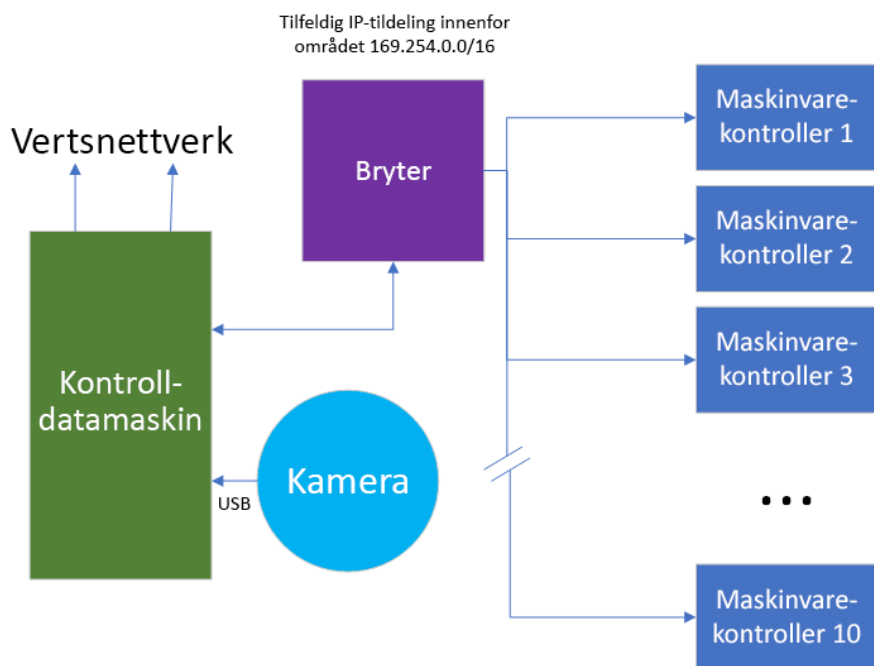 Tilfeldig IP-tildeling innenfor
området 169.254.0.0/16
Vertsnettverk
Bryter
Maskinvare-
kontroller 1
Maskinvare-
kontroller 2
Maskinvare-
kontroller 3
Kontroll-
datamaskin
Kamera
USB
...
Maskinvare-
kontroller 10